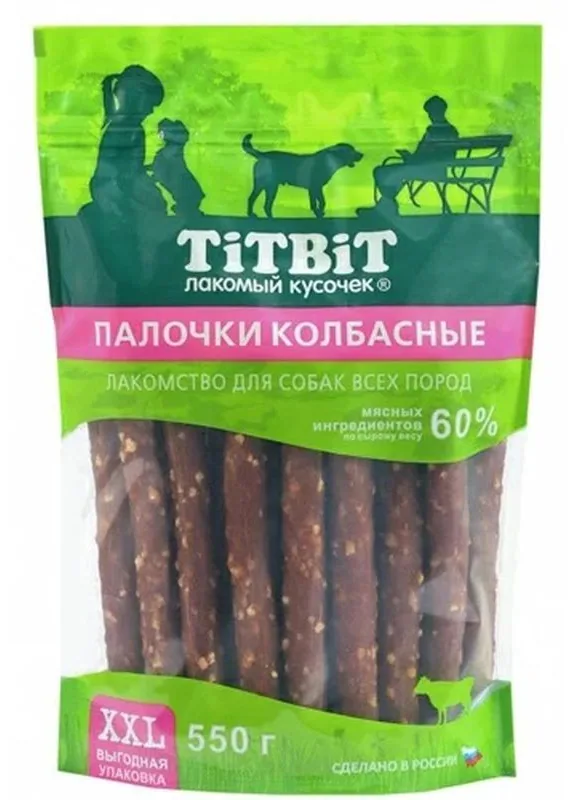 TiTBiT
лакомый кусочек®
ПАЛОЧКИ КОЛБАСНЫЕ
ЛАКОМСТВО ДЛЯ СОБАК ВСЕХ ПОРОД
мясных
ингредиентов
по сырому весу
60%
XXL
ВЫГОДНАЯ
УПАКОВКА
550 г
СДЕЛАНО В РОССИИ